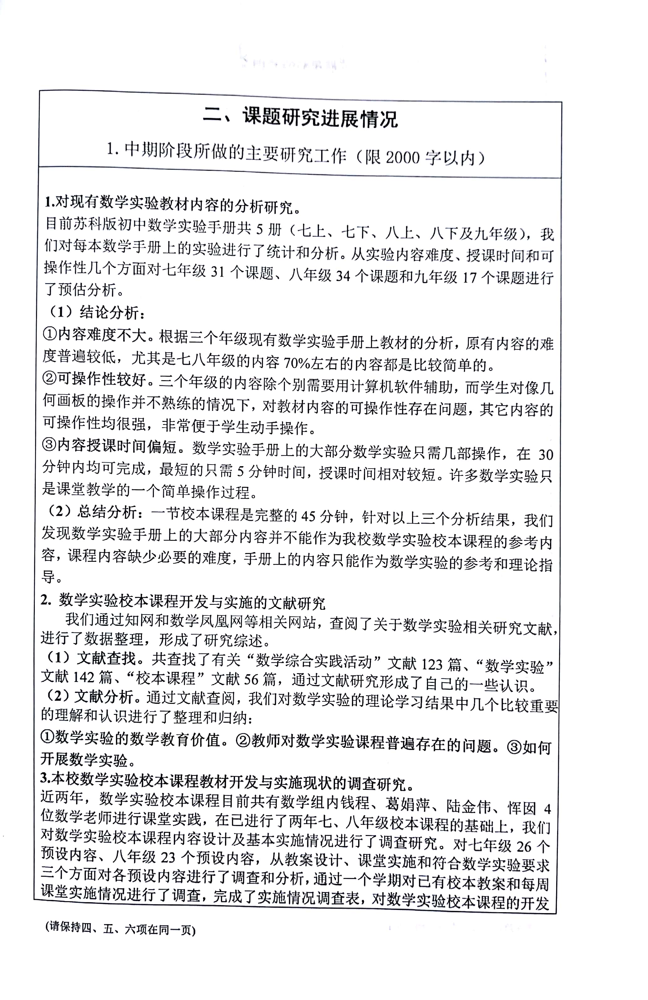 二、课题研究进展情况
1. 中期阶段所做的主要研究工作（限 2000 字以内）
1.对现有数学实验教材内容的分析研究。
目前苏科版初中数学实验手册共 5 册（七上、七下、八上、八下及九年级），我
们对每本数学手册上的实验进行了统计和分析。从实验内容难度、授课时间和可
操作性几个方面对七年级 31 个课题、八年级 34 个课题和九年级 17 个课题进行
了预估分析。
（1）结论分析：
①内容难度不大。根据三个年级现有数学实验手册上教材的分析，原有内容的难
度普遍较低，尤其是七八年级的内容 70%左右的内容都是比较简单的。
②可操作性较好。三个年级的内容除个别需要用计算机软件辅助，而学生对像几
何画板的操作并不熟练的情况下，对教材内容的可操作性存在问题，其它内容的
可操作性均很强，非常便于学生动手操作。
③内容授课时间偏短。数学实验手册上的大部分数学实验只需几部操作，在 30
分钟内均可完成，最短的只需 5 分钟时间，授课时间相对较短。许多数学实验只
是课堂教学的一个简单操作过程。
（2）总结分析：一节校本课程是完整的 45 分钟，针对以上三个分析结果，我们
发现数学实验手册上的大部分内容并不能作为我校数学实验校本课程的参考内
容，课程内容缺少必要的难度，手册上的内容只能作为数学实验的参考和理论指
导。
2. 数学实验校本课程开发与实施的文献研究
我们通过知网和数学凤凰网等相关网站，查阅了关于数学实验相关研究文献，
进行了数据整理，形成了研究综述。
（1）文献查找。共查找了有关“数学综合实践活动”文献 123 篇、“数学实验”
文献 142 篇、“校本课程”文献 56 篇，通过文献研究形成了自己的一些认识。
（2）文献分析。通过文献查阅，我们对数学实验的理论学习结果中几个比较重要
的理解和认识进行了整理和归纳：
①数学实验的数学教育价值。②教师对数学实验课程普遍存在的问题。③如何
开展数学实验。
3.本校数学实验校本课程教材开发与实施现状的调查研究。
近两年，数学实验校本课程目前共有数学组内钱程、葛娟萍、陆金伟、恽囡 4
位数学老师进行课堂实践，在已进行了两年七、八年级校本课程的基础上，我们
对数学实验校本课程内容设计及基本实施情况进行了调查研究。对七年级 26 个
预设内容、八年级 23 个预设内容，从教案设计、课堂实施和符合数学实验要求
三个方面对各预设内容进行了调查和分析，通过一个学期对已有校本教案和每周
课堂实施情况进行了调查，完成了实施情况调查表，对数学实验校本课程的开发
(请保持四、五、六项在同一页)